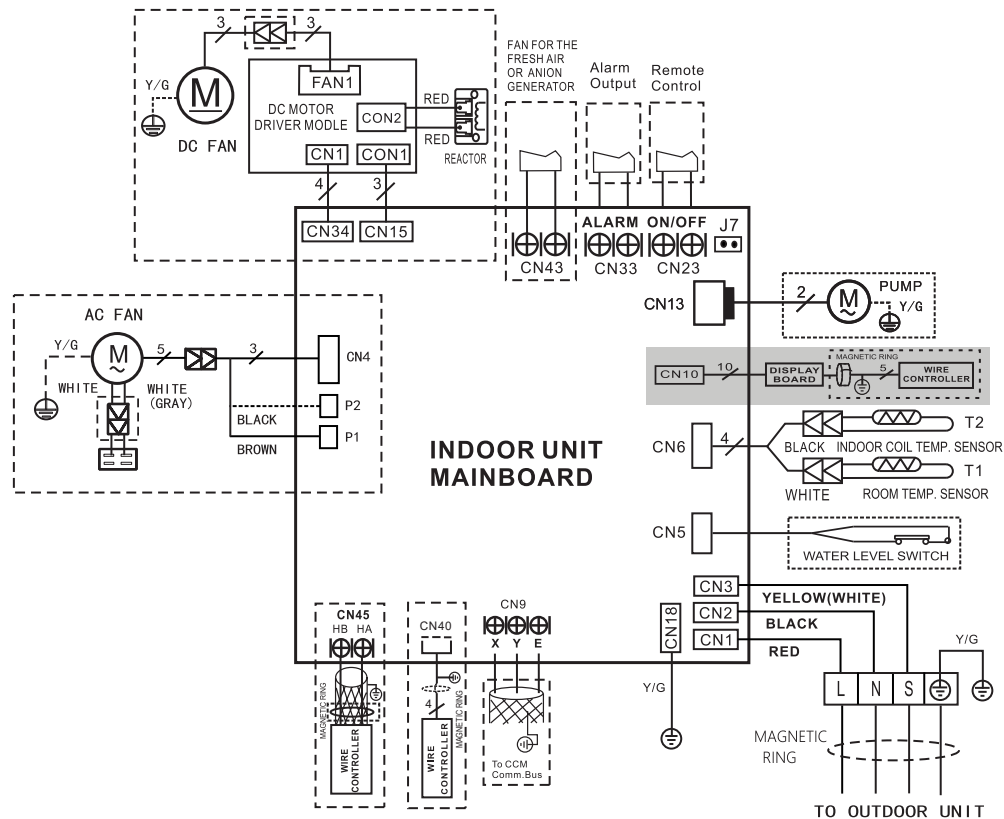 3
3
Y/G
M
DC FAN
FAN1
DC MOTOR
DRIVER MODLE
CON2
RED
RED
REACTOR
CN1
CON1
4
3
CN34
CN15
FAN FOR THE
FRESH AIR
OR ANION
GENERATOR
Alarm
Output
Remote
Control
ALARM
ON/OFF
J7
CN43
CN33
CN23
CN13
2
M
PUMP
Y/G
AC FAN
Y/G
M
5
3
CN4
WHITE
WHITE
(GRAY)
BLACK
P2
BROWN
P1
CN10
10
DISPLAY
BOARD
MAGNETIC RING
5
WIRE
CONTROLLER
CN6
4
T2
BLACK
INDOOR COIL TEMP. SENSOR
T1
WHITE
ROOM TEMP. SENSOR
INDOOR UNIT
MAINBOARD
CN5
WATER LEVEL SWITCH
CN3
YELLOW(WHITE)
CN2
BLACK
CN1
RED
CN18
Y/G
CN45
HB HA
MAGNETIC RING
WIRE
CONTROLLER
CN40
4
MAGNETIC RING
WIRE
CONTROLLER
CN9
X Y E
To CCM
Comm.Bus
Y/G
L N S
MAGNETIC
RING
TO OUTDOOR UNIT